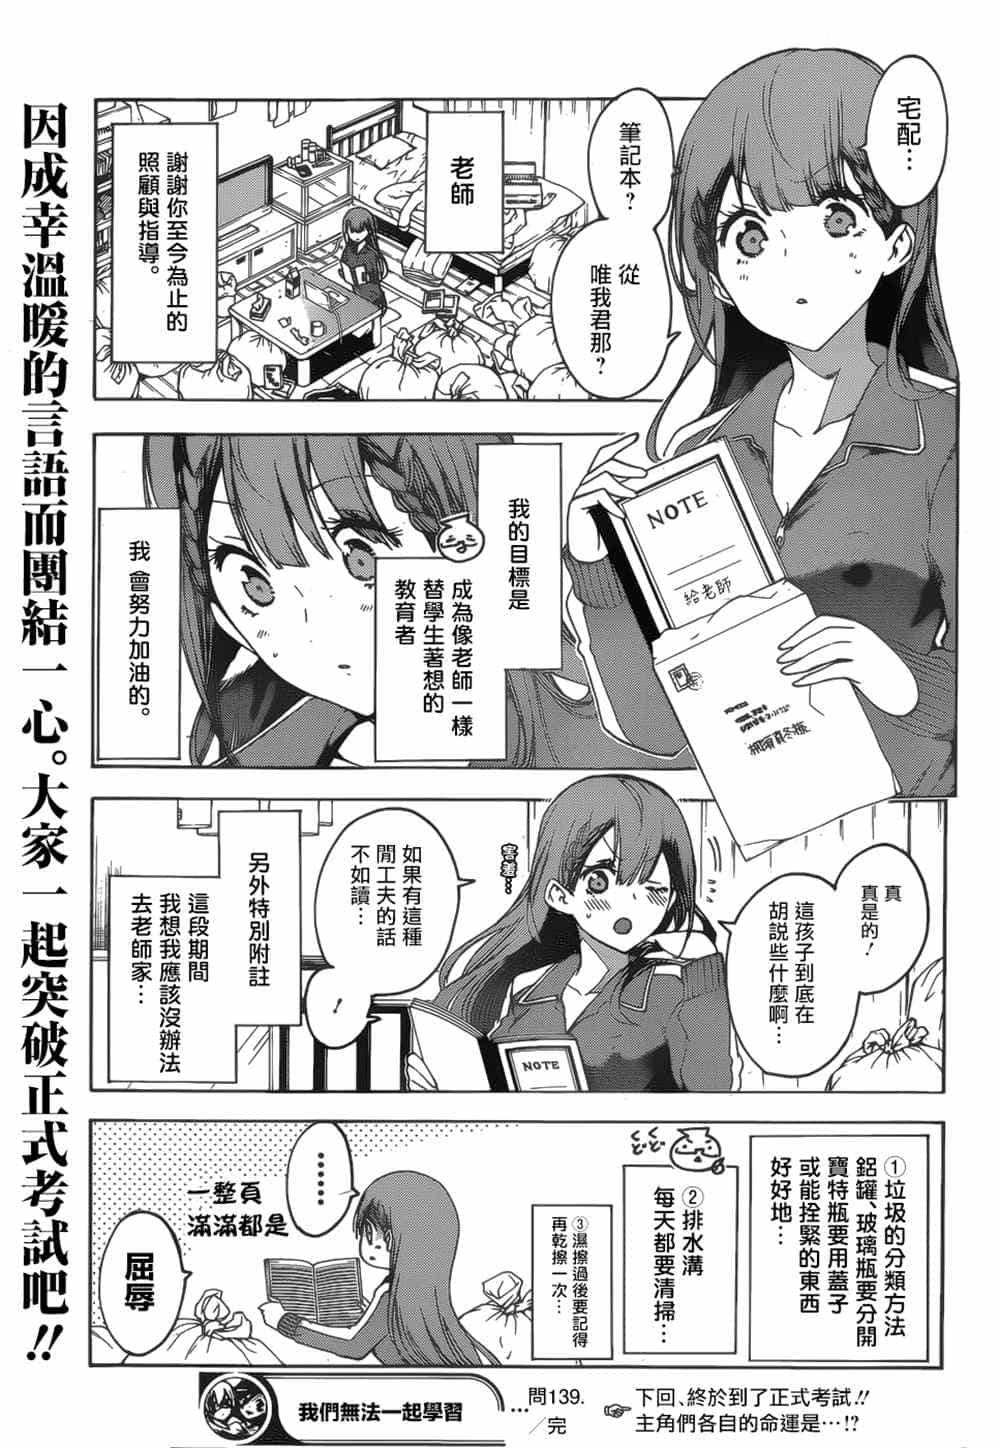 宅配…
筆記本?
從
唯我君那?
NOTE
給老師
老師
謝謝你至今為止的
照顧與指導。
我的目標是
成為像老師一樣
替學生著想的
教育者
我 會努力加油的。
真
真是的!
這孩子到底在
胡說些什麼啊…
害羞…
NOTE
如果有這種
閒工夫的話
不如讀…
…!
另外特別附註
這段期間
我想我應該沒辦法
去老師家…
①垃圾的分類方法
鋁罐、玻璃瓶要分開
寶特瓶要用蓋子
或能拴緊的東西
好好地…
くどくど
②排水溝
每天都要清掃…
③濕擦過後要記得
再乾擦一次…
……
一整頁
滿滿都是
屈辱
因成幸溫暖的言語而團結一心。大家一起突破正式考試吧!!
我們無法一起學習
…問139.
/完
☞下回、終於到了正式考試!!
主角們各自的命運是…!?